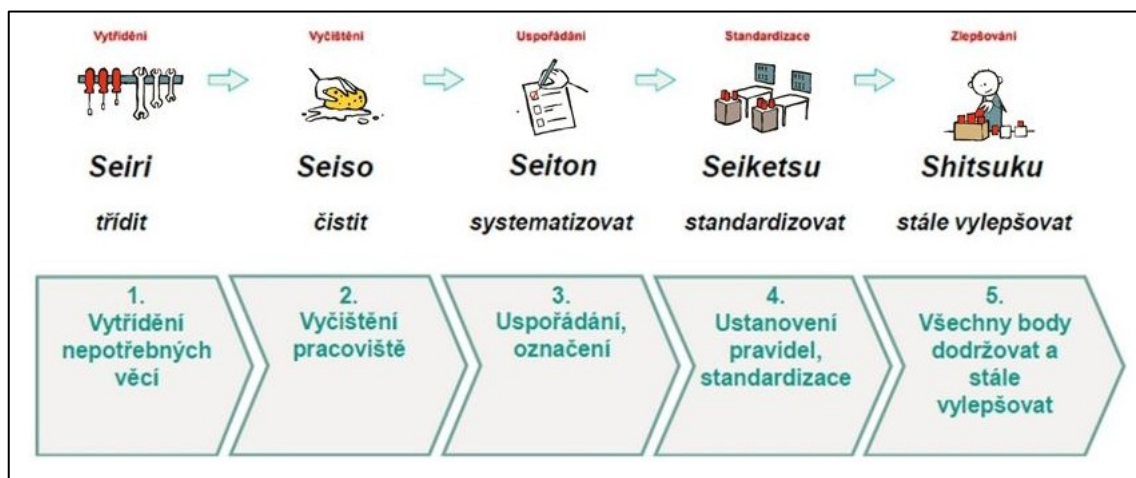 Vytřídění
Vyčištění
Uspořádání
Standardizace
Zlepšování
Seiri
Seiso
Seiton
Seiketsu
Shitsuku
třídit
čistit
systematizovat
standardizovat
stále vylepšovat
1.
Vytřídění
nepotřebných
věcí
2.
Vyčištění
pracoviště
3.
Uspořádání,
označení
4.
Ustanovení
pravidel,
standardizace
5.
Všechny body
dodržovat a
stále
vylepšovat